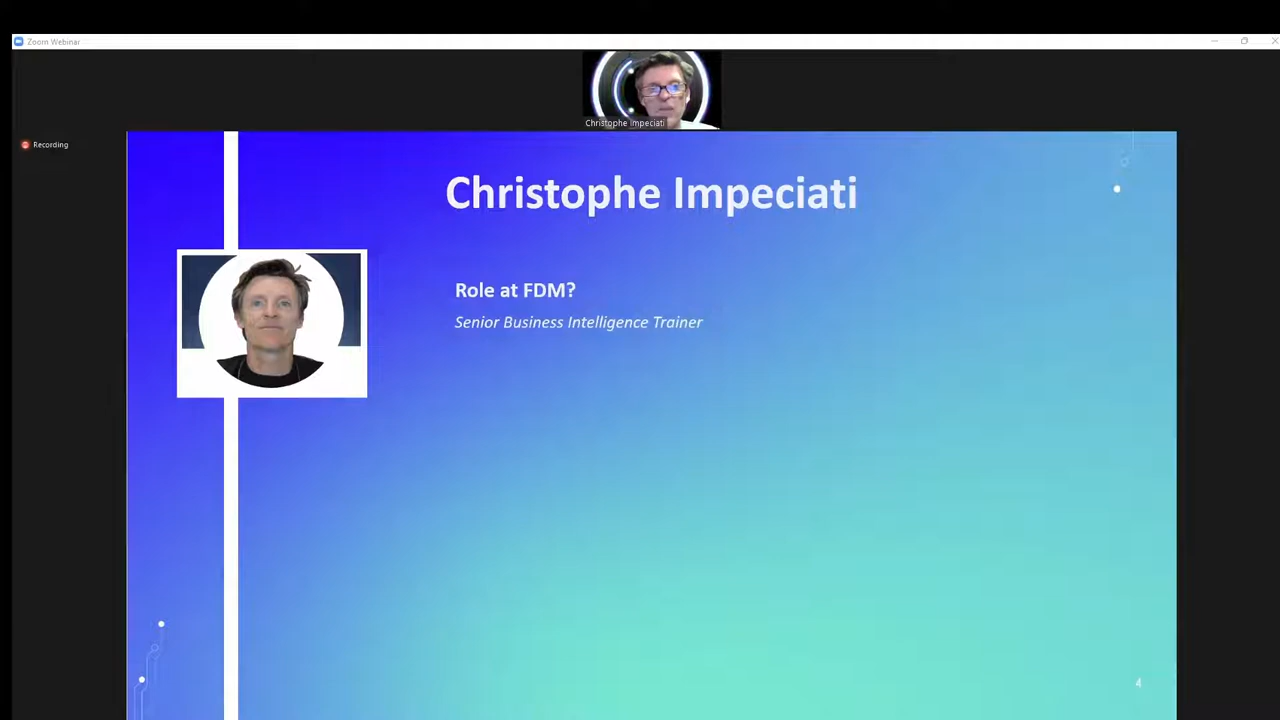 Zoom Webinar
Christophe Impeciati
Recording
Christophe Impeciati
Role at FDM?
Senior Business Intelligence Trainer
4